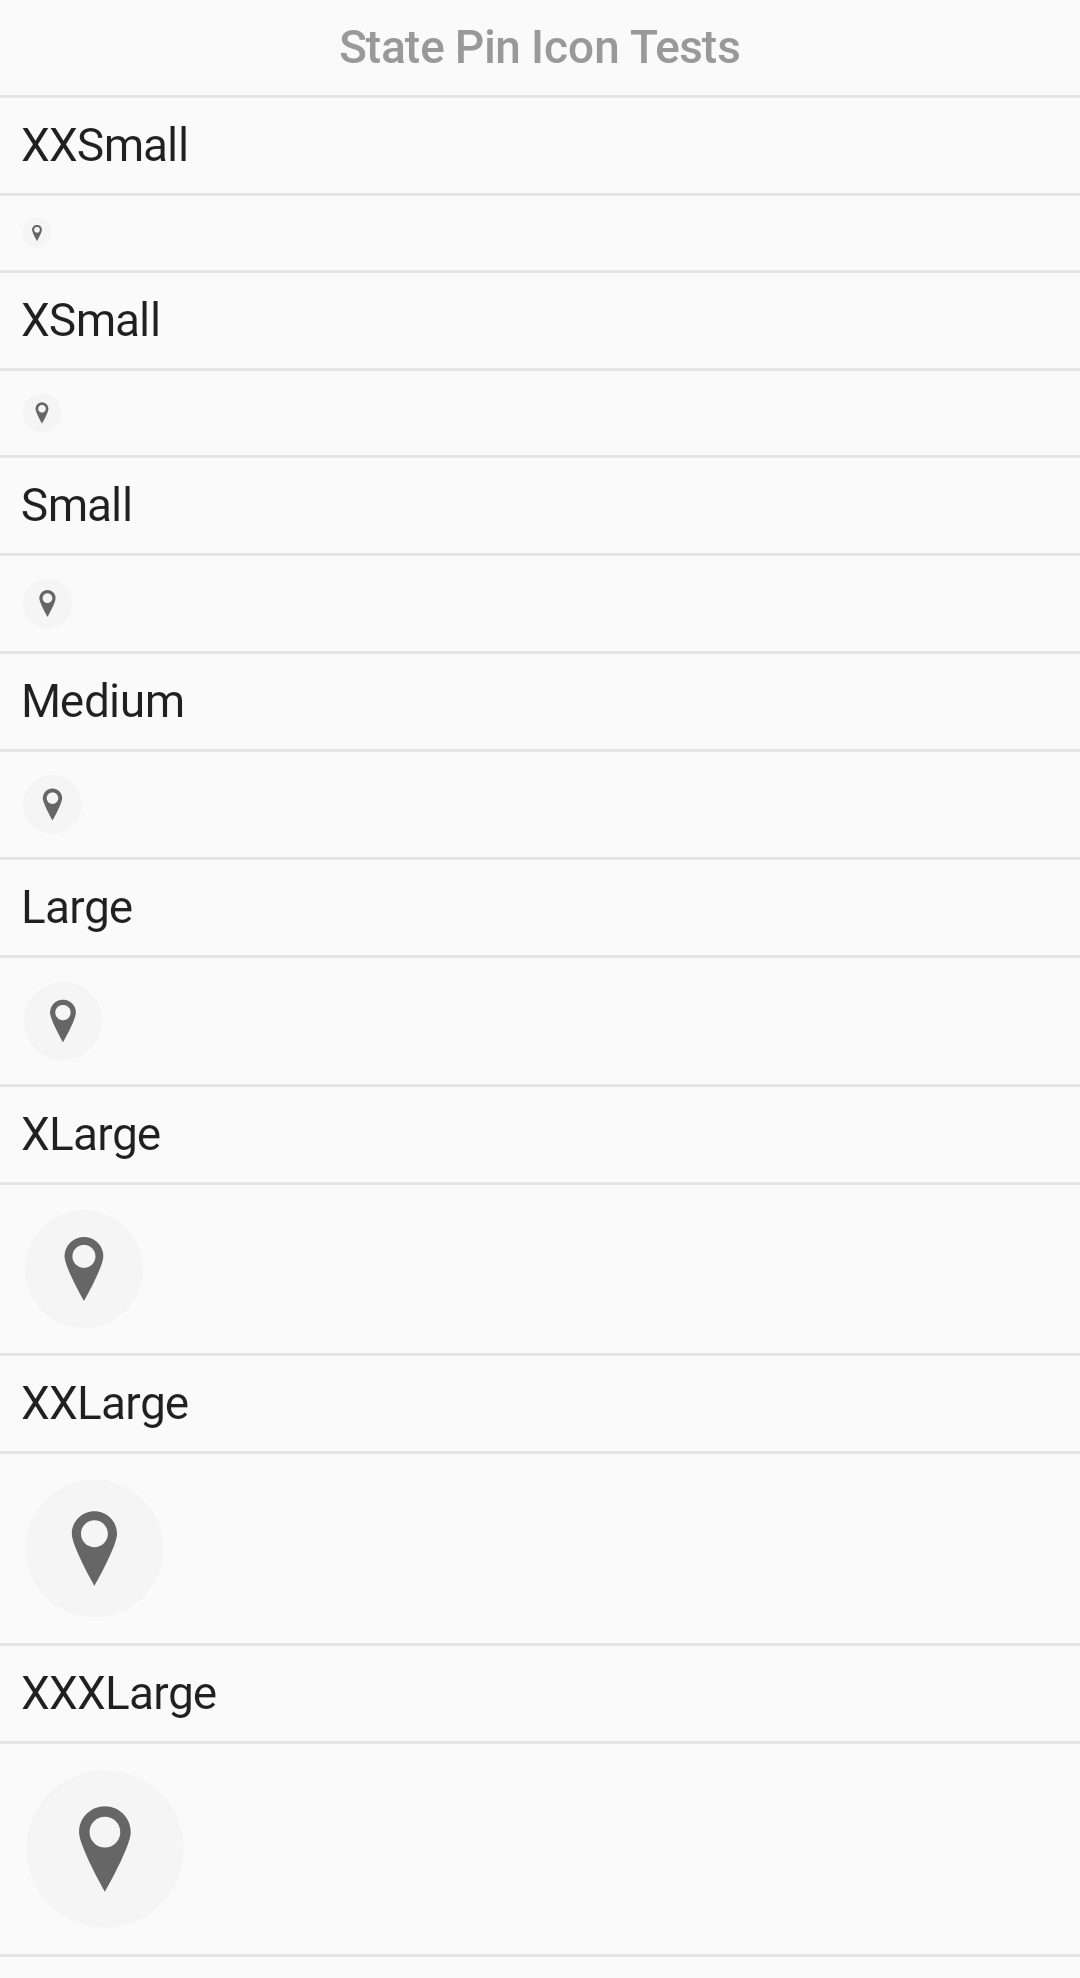 State Pin Icon Tests
XXSmall
XSmall
Small
Medium
Large
XLarge
XXLarge
XXXLarge